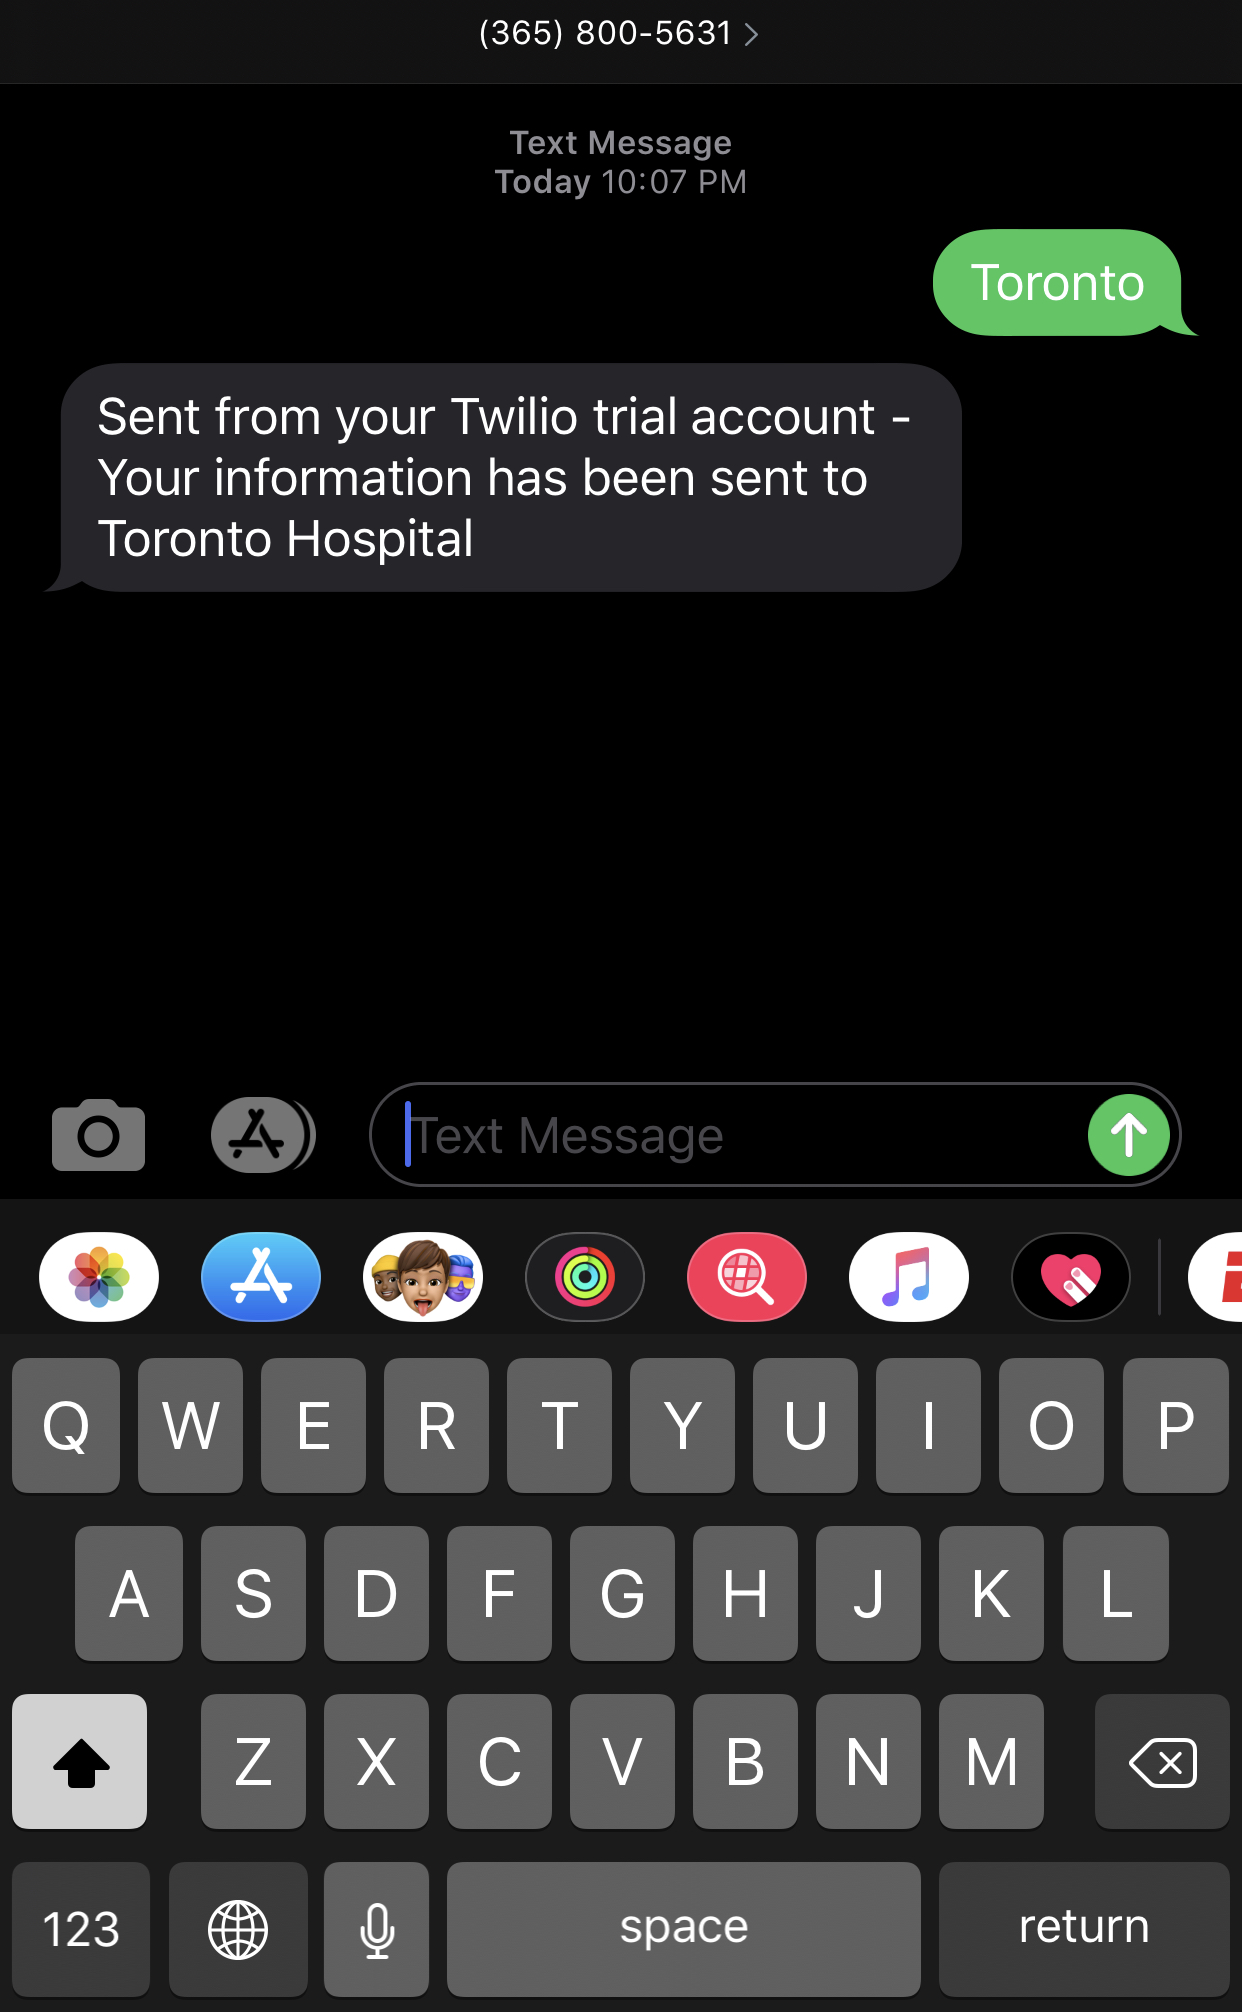 (365) 800-5631
Text Message
Today 10:07 PM
Toronto
Sent from your Twilio trial account -
Your information has been sent to
Toronto Hospital
Text Message
Q W E R T Y U I O P
A S D F G H J K L
Z X C V B N M
123 space return